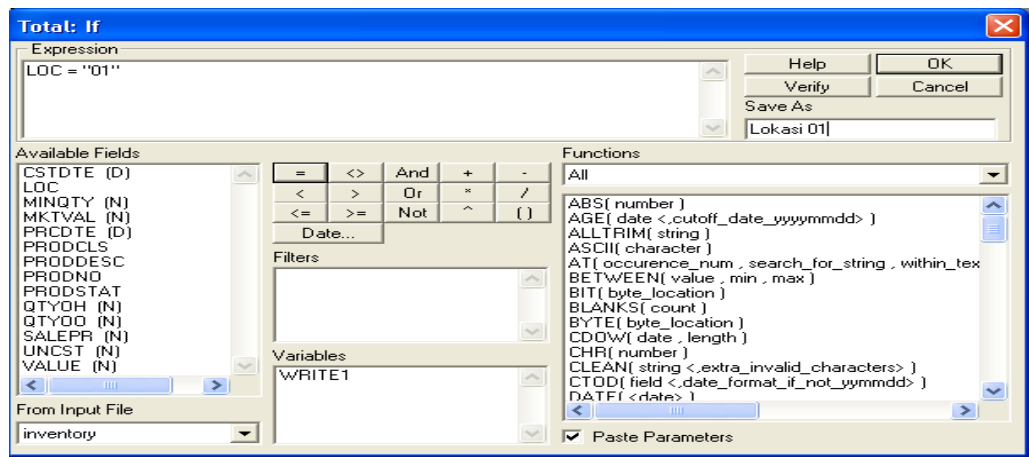 Total: If
Expression
LOC = "01"
Help
OK
Verify
Cancel
Save As
Lokasi 01
Available Fields
CSTDTE (D)
LOC
MINQTY (N)
MKTVAL (N)
PRCDTE (D)
PRODCLS
PRODDESC
PRODNO
PRODSTAT
QTYOH (N)
QTYOO (N)
SALEPR (N)
UNCST (N)
VALUE (N)
From Input File
inventory
= <> And + -
< > Or * /
<= >= Not ^ ( )
Date...
Filters
Variables
WRITE1
Functions
All
ABS( number )
AGE( date <,cutoff_date_yyyymmdd> )
ALLTRIM( string )
ASCII( character )
AT( occurence_num , search_for_string , within_tex
BETWEEN( value , min , max )
BIT( byte_location )
BLANKS( count )
BYTE( byte_location )
CDOW( date , length )
CHR( number )
CLEAN( string <,extra_invalid_characters> )
CTOD( field <,date_format_if_not_yymmdd> )
DATE( <date> )
Paste Parameters